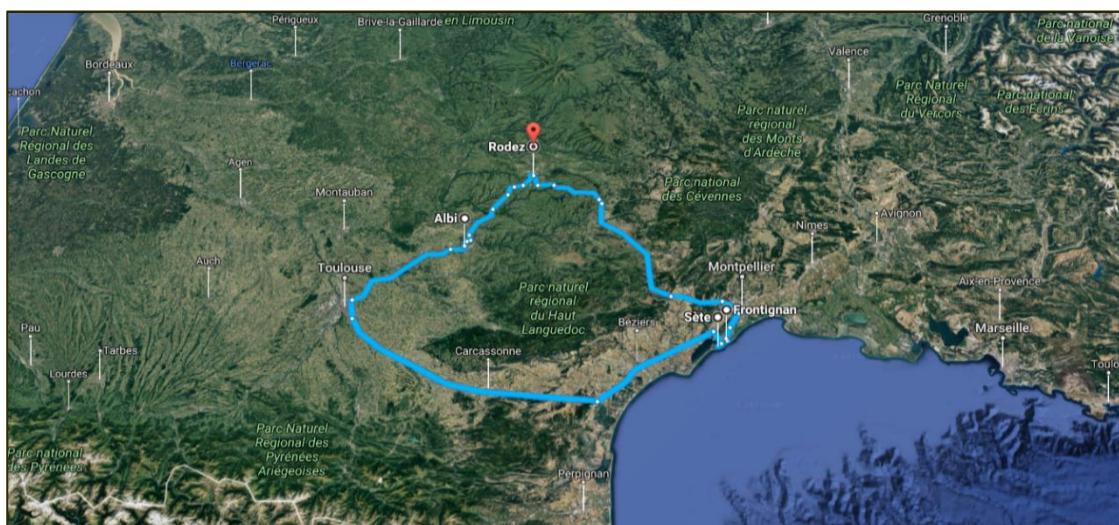 Périgueux
Brive-la-Gaillarde
en Limousin
Grenoble
Parc national
de la Vanoise
Bordeaux
Bergerac
Valence
Parc Naturel
Régional
du Vercors
Parc national
des Écrins
cachon
Parc Naturel
Régional des
Landes de
Gascogne
Parc naturel
régional
des Monts
d'Ardèche
Rodez
Agen
Montauban
Parc national
des Cévennes
Albi
Avignon
Nîmes
Auch
Toulouse
Montpellier
Aix-en-Provence
Parc naturel
régional
du Haut
Languedoc
Frontignan
Sète
Béziers
Marseille
Pau
Tarbes
Carcassonne
Toulo
Lourdes
Parc
Naturel
Régional des
Pyrénées
Ariégeoises
Parc national
des Pyrénées
Perpignan